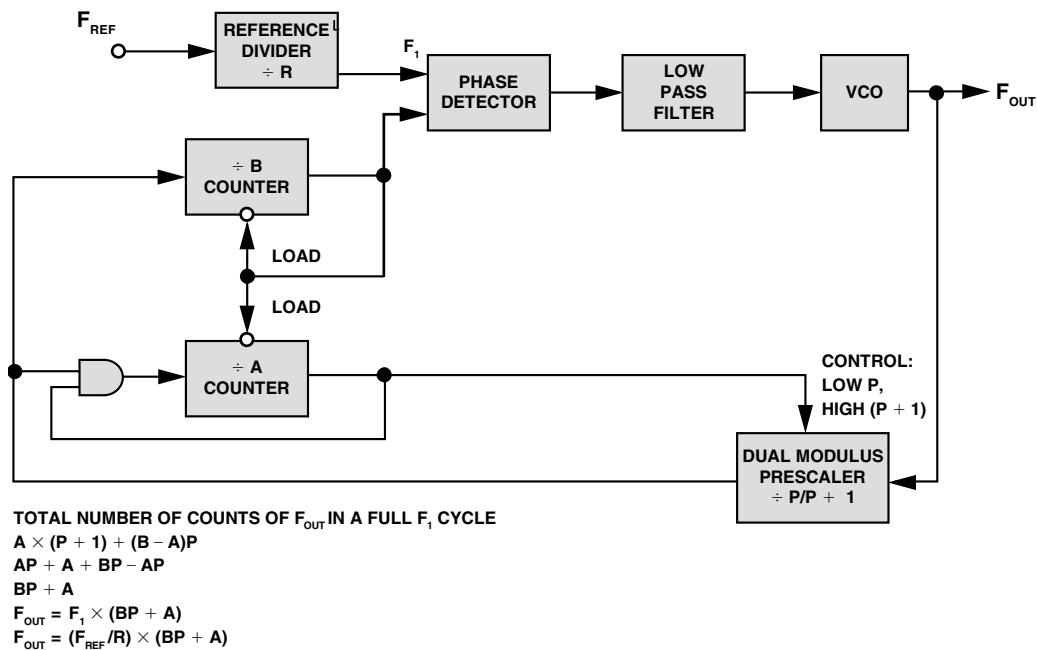 F_REF
REFERENCE
DIVIDER
÷ R
F_1
PHASE
DETECTOR
LOW
PASS
FILTER
VCO
F_OUT
÷ B
COUNTER
LOAD
LOAD
÷ A
COUNTER
CONTROL:
LOW P,
HIGH (P + 1)
DUAL MODULUS
PRESCALER
÷ P/P + 1
TOTAL NUMBER OF COUNTS OF F_OUT IN A FULL F_1 CYCLE
A × (P + 1) + (B – A)P
AP + A + BP – AP
BP + A
F_OUT = F_1 × (BP + A)
F_OUT = (F_REF/R) × (BP + A)